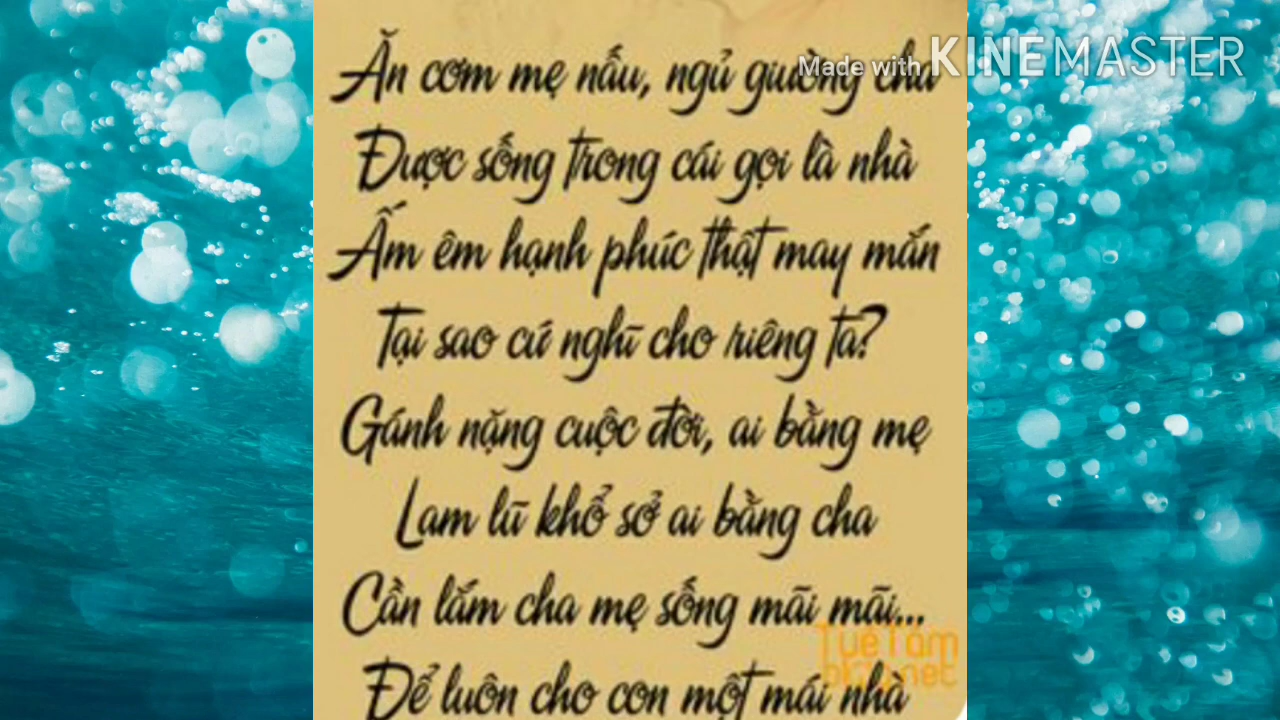 Made with KINEMASTER
Ăn cơm mẹ nấu, ngủ giường cha
Được sống trong cái gọi là nhà
Ấm êm hạnh phúc thật may mắn
Tại sao cứ nghĩ cho riêng ta?
Gánh nặng cuộc đời, ai bằng mẹ
Lam lũ khổ sở ai bằng cha
Cần lắm cha mẹ sống mãi mãi...
TuệTâm
Để luôn cho con một mái nhà